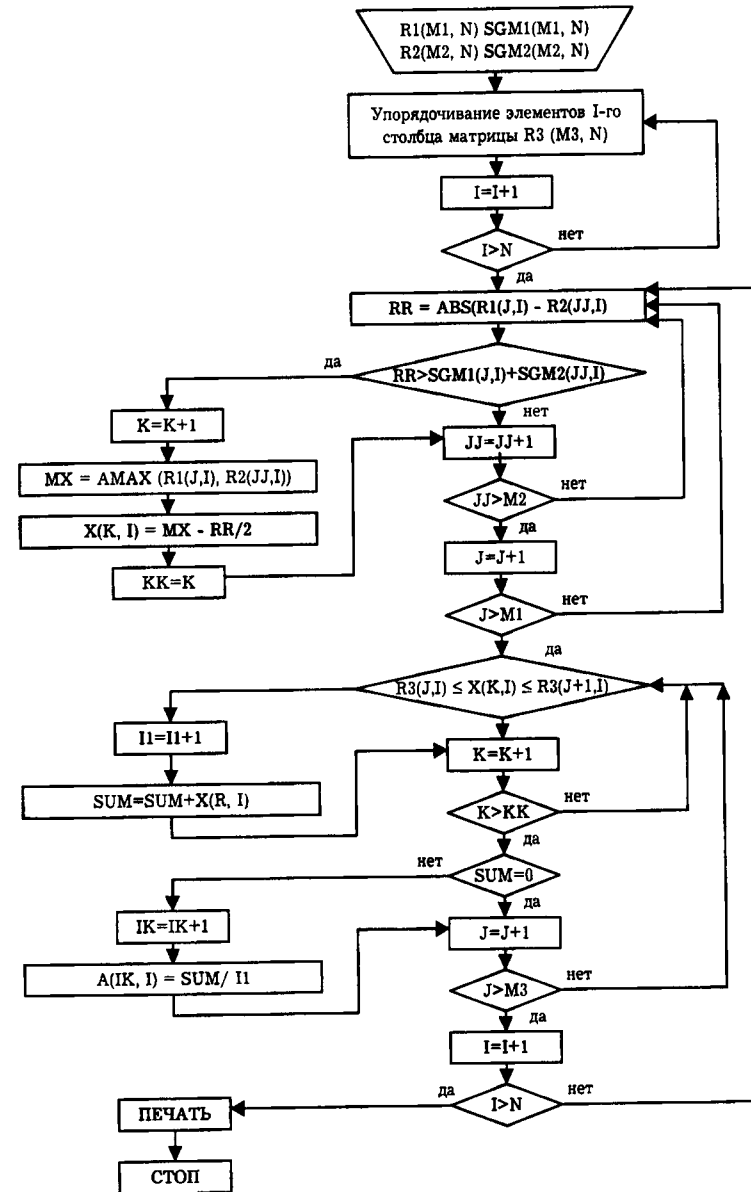 R1(M1, N) SGM1(M1, N)
R2(M2, N) SGM2(M2, N)
Упорядочивание элементов I-го
столбца матрицы R3 (M3, N)
I=I+1
I>N
нет
да
RR = ABS(R1(J,I) - R2(JJ,I)
RR>SGM1(J,I)+SGM2(JJ,I)
да
нет
K=K+1
JJ=JJ+1
MX = AMAX (R1(J,I), R2(JJ,I))
JJ>M2
нет
да
X(K, I) = MX - RR/2
J=J+1
KK=K
J>M1
нет
да
R3(J,I) ≤ X(K,I) ≤ R3(J+1,I)
I1=I1+1
K=K+1
SUM=SUM+X(R, I)
K>KK
нет
да
SUM=0
нет
да
IK=IK+1
J=J+1
A(IK, I) = SUM/ I1
J>M3
нет
да
I=I+1
I>N
да
нет
ПЕЧАТЬ
СТОП